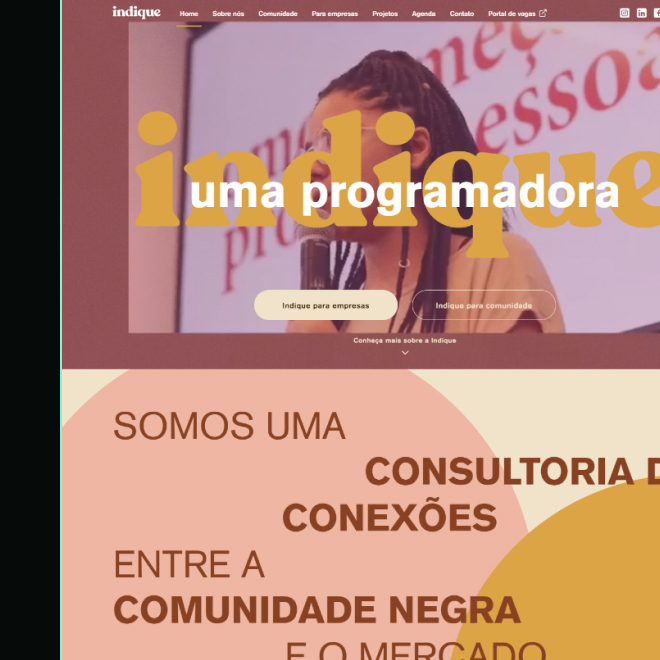 indique Home Sobre nós Comunidade Para empresas Projetos Agenda Contato Portal de vagas
indique
uma programadora
Indique para empresas Indique para comunidade
Conheça mais sobre a Indique
SOMOS UMA
CONSULTORIA D
CONEXÕES
ENTRE A
COMUNIDADE NEGRA
E O MERCADO